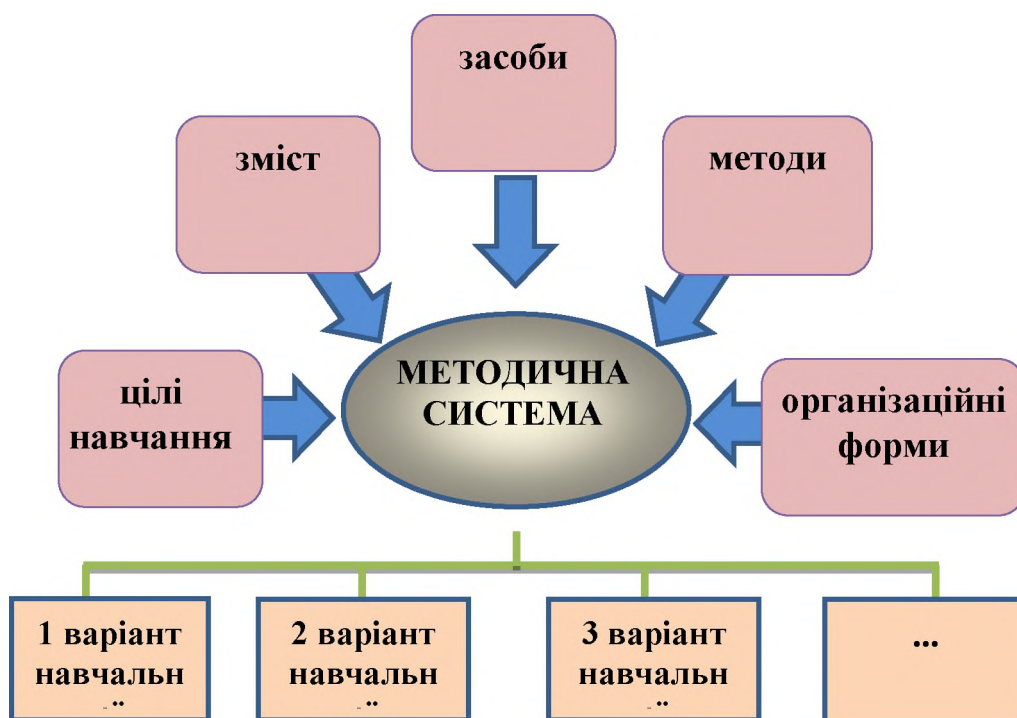 засоби
зміст
методи
цілі
навчання
МЕТОДИЧНА
СИСТЕМА
організаційні
форми
1 варіант
навчальн
2 варіант
навчальн
3 варіант
навчальн
...